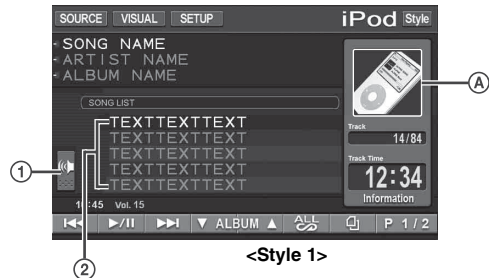 SOURCE VISUAL SETUP iPod Style
SONG NAME
ARTIST NAME
ALBUM NAME
A
SONG LIST
TEXTTEXTTEXT
TEXTTEXTTEXT
TEXTTEXTTEXT
TEXTTEXTTEXT
TEXTTEXTTEXT
Track
14/84
Track Time
12:34
Information
1
10:45 Vol. 15
ALBUM ALL P 1/2
2
<Style 1>